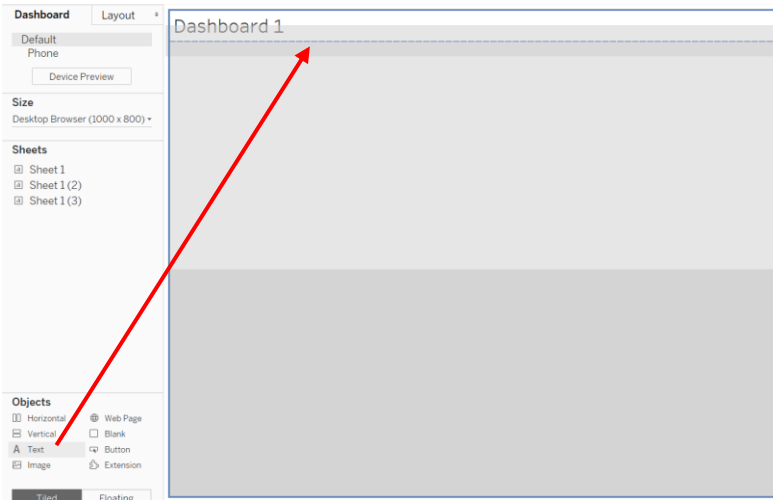 Dashboard
Layout
Default
Phone
Device Preview
Size
Desktop Browser (1000 x 800)
Sheets
Sheet 1
Sheet 1 (2)
Sheet 1 (3)
Objects
Horizontal
Web Page
Vertical
Blank
A Text
Button
Image
Extension
Tiled
Floating
Dashboard 1